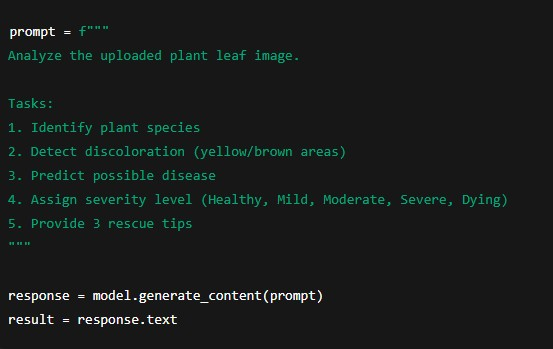 prompt = f"""
Analyze the uploaded plant leaf image.
Tasks:
1. Identify plant species
2. Detect discoloration (yellow/brown areas)
3. Predict possible disease
4. Assign severity level (Healthy, Mild, Moderate, Severe, Dying)
5. Provide 3 rescue tips
"""
response = model.generate_content(prompt)
result = response.text